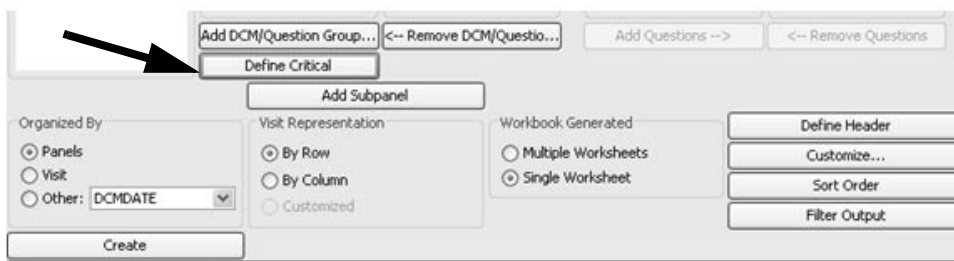 Add DCM/Question Group... <-- Remove DCM/Questio... Add Questions --> <-- Remove Questions
Define Critical
Add Subpanel
Organized By Visit Representation Workbook Generated Define Header
Panels By Row Multiple Worksheets Customize...
Visit By Column Single Worksheet Sort Order
Other: DCMDATE Customized Filter Output
Create